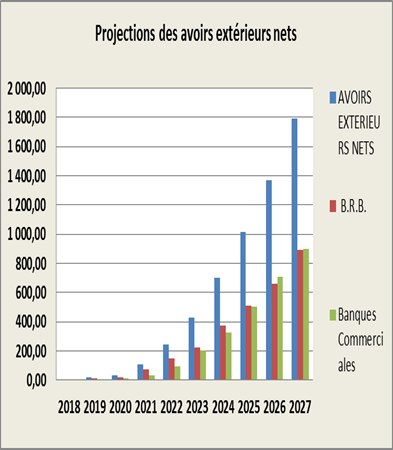 Projections des avoirs extérieurs nets
2 000,00
1 800,00
1 600,00
1 400,00
1 200,00
1 000,00
800,00
600,00
400,00
200,00
0,00
2018 2019 2020 2021 2022 2023 2024 2025 2026 2027
AVOIRS
EXTERIEU
RS NETS
B.R.B.
Banques
Commerci
ales